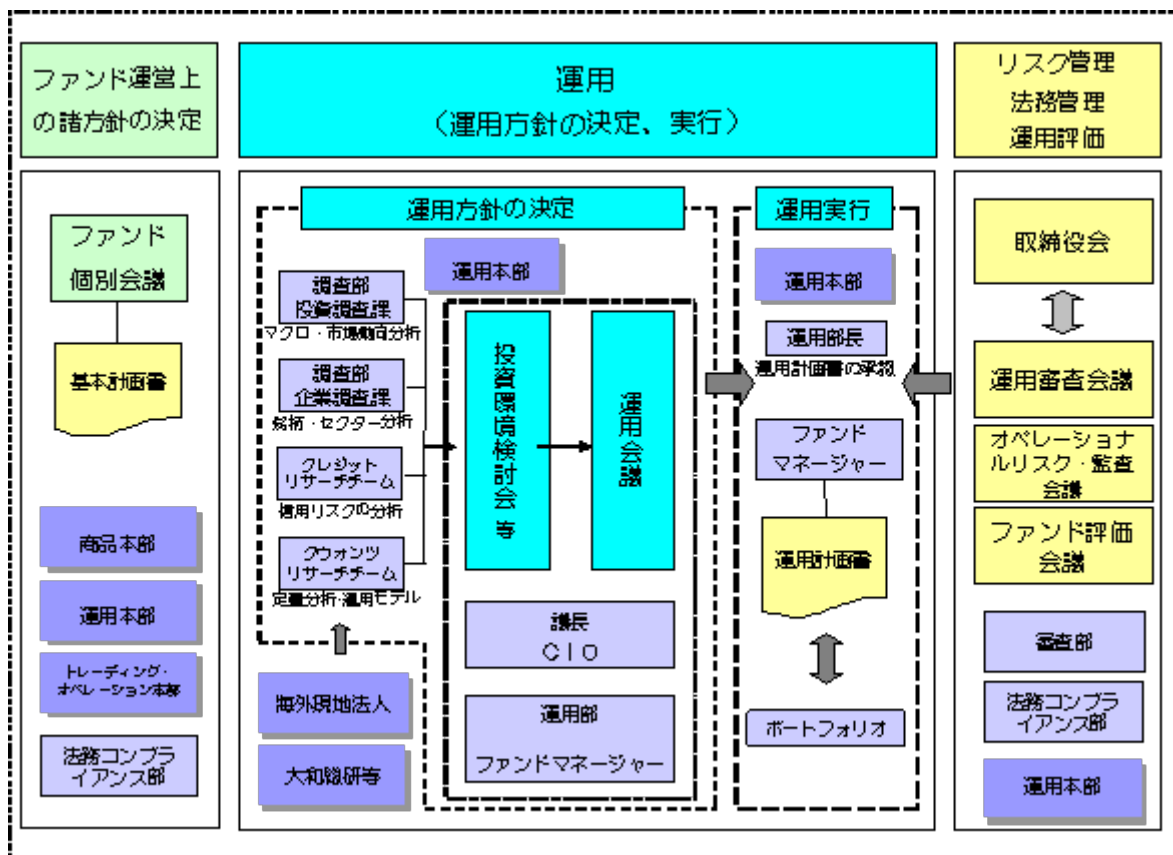 ファンド運営上
の諸方針の決定
運用
(運用方針の決定、実行)
リスク管理
法務管理
運用評価
ファンド
個別会議
基本計画書
商品本部
運用本部
トレーディング・
オペレーション本部
法務コンプラ
イアンス部
運用方針の決定
運用本部
調査部
投資調査課
マクロ・市場動向分析
調査部
企業調査課
銘柄・セクター分析
クレジット
リサーチチーム
信用リスクの分析
クウォンツ
リサーチチーム
定量分析・運用モデル
海外現地法人
大和総研等
投資環境検討会 等
運用会議
議長
CIO
運用部
ファンドマネージャー
運用実行
運用本部
運用部長
運用計画書の承認
ファンド
マネージャー
運用計画書
ポートフォリオ
取締役会
運用審査会議
オペレーショナ
ルリスク・監査
会議
ファンド評価
会議
審査部
法務コンプラ
イアンス部
運用本部